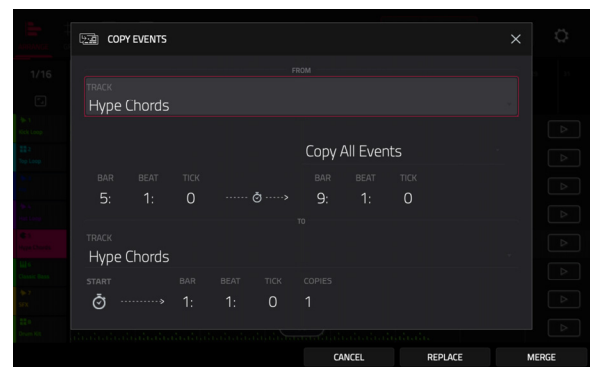 1/16
COPY EVENTS
FROM
TRACK
Hype Chords
Copy All Events
BAR BEAT TICK BAR BEAT TICK
5: 1: 0 9: 1: 0
TO
TRACK
Hype Chords
START BAR BEAT TICK COPIES
1: 1: 0 1
CANCEL REPLACE MERGE